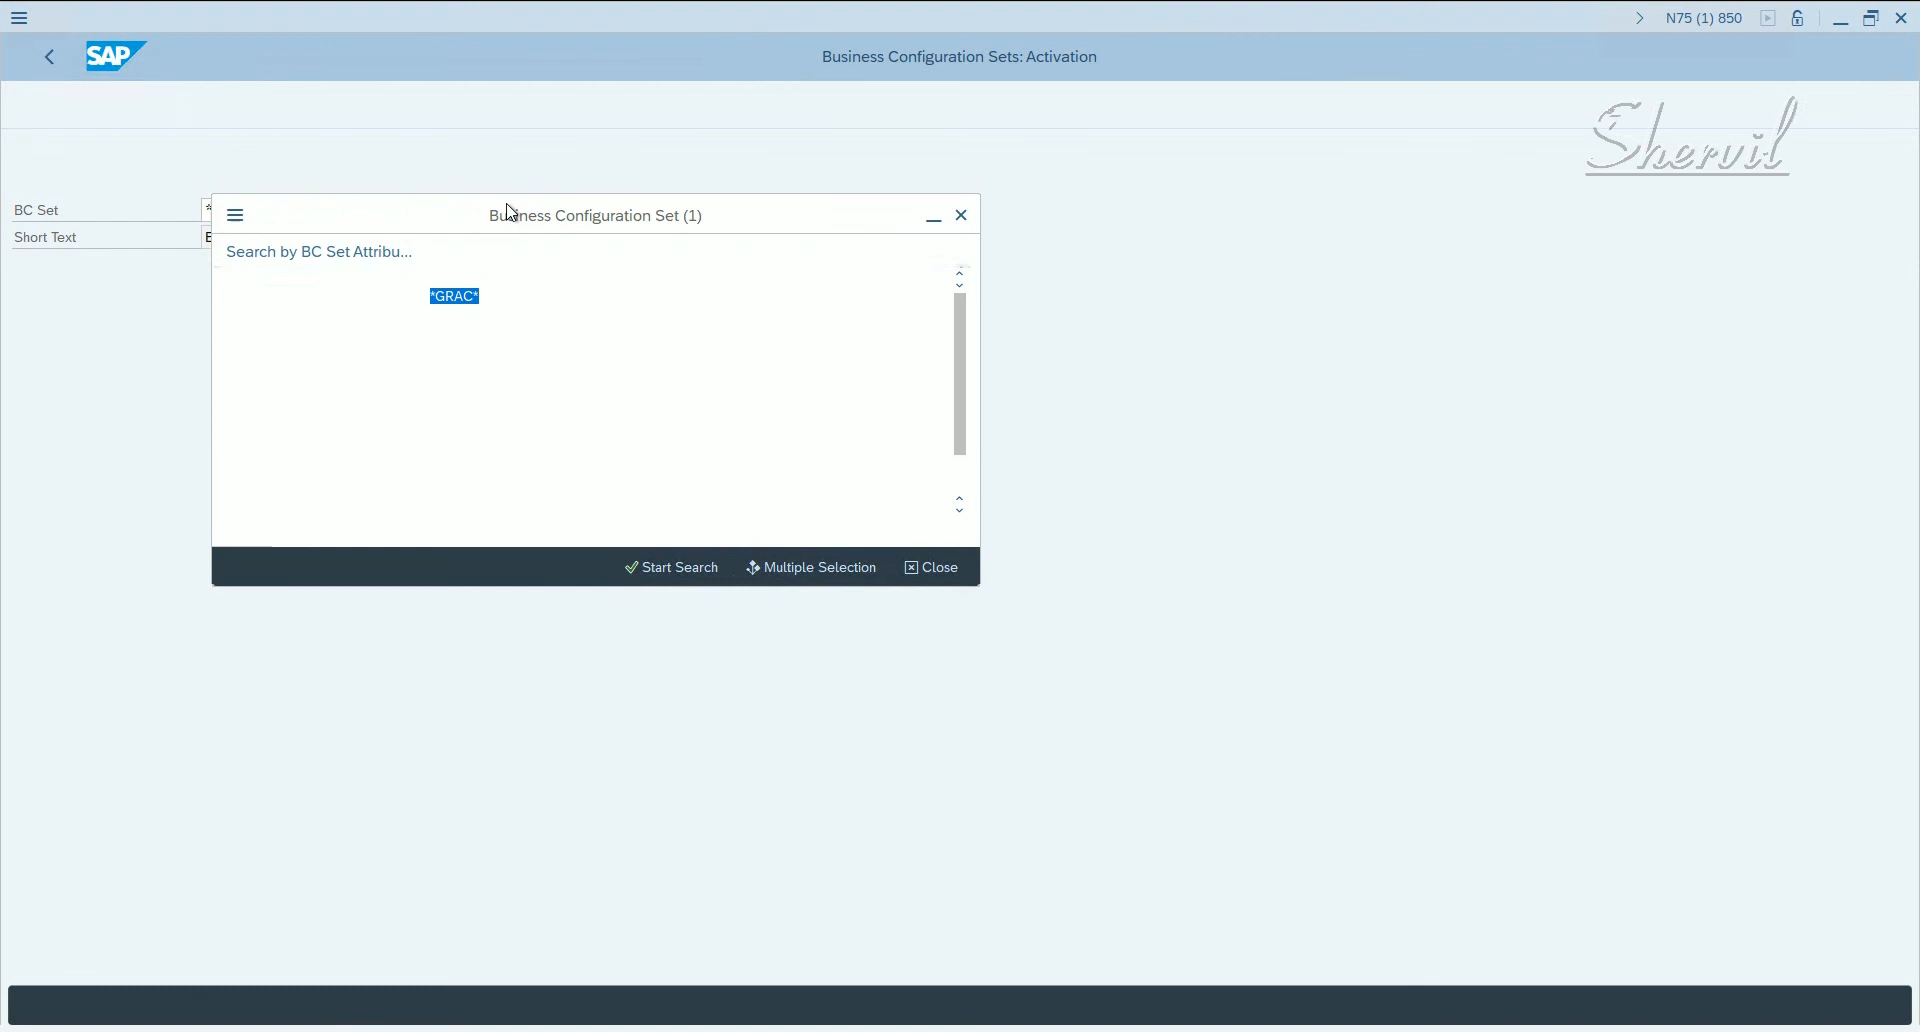 N75 (1) 850
SAP
Business Configuration Sets: Activation
Shervil
BC Set
*
Short Text
Business Configuration Set (1)
Search by BC Set Attribu...
*GRAC*
Start Search
Multiple Selection
Close